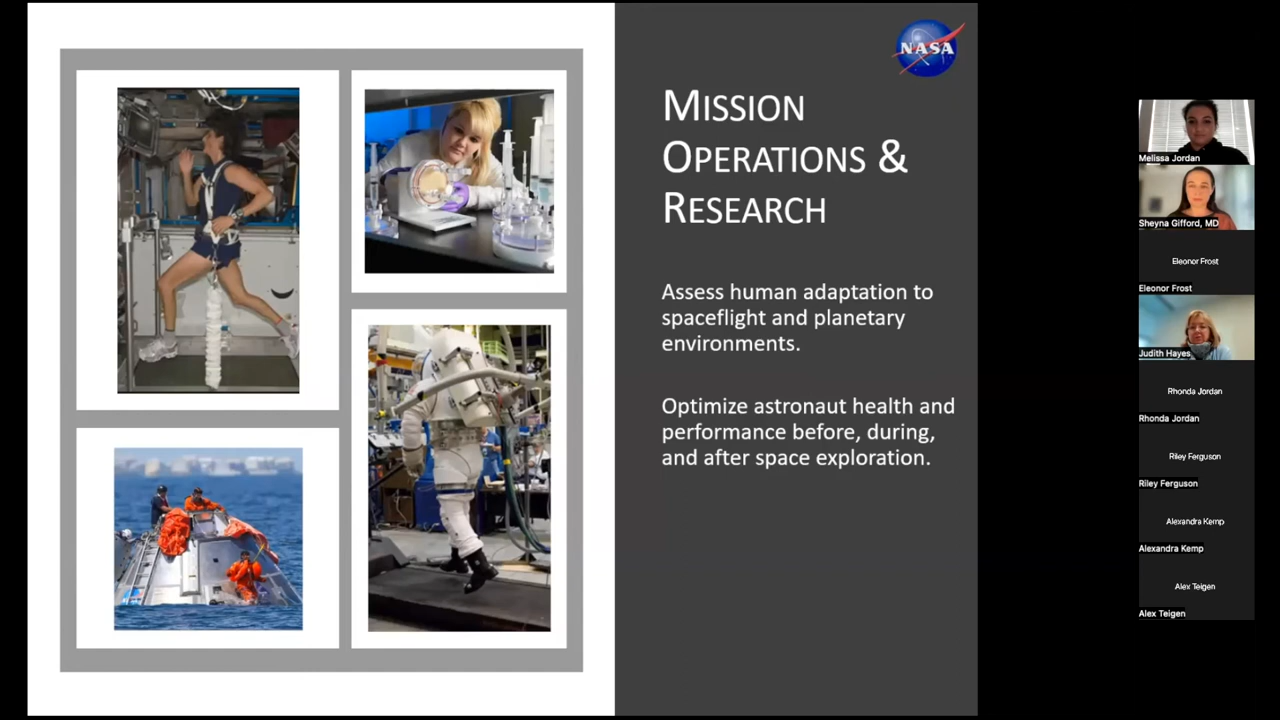 NASA
MISSION
OPERATIONS &
RESEARCH
Assess human adaptation to
spaceflight and planetary
environments.
Optimize astronaut health and
performance before, during,
and after space exploration.
Melissa Jordan
Sheyna Gifford, MD
Eleonor Frost
Eleonor Frost
Judith Hayes
Rhonda Jordan
Rhonda Jordan
Riley Ferguson
Riley Ferguson
Alexandra Kemp
Alexandra Kemp
Alex Teigen
Alex Teigen